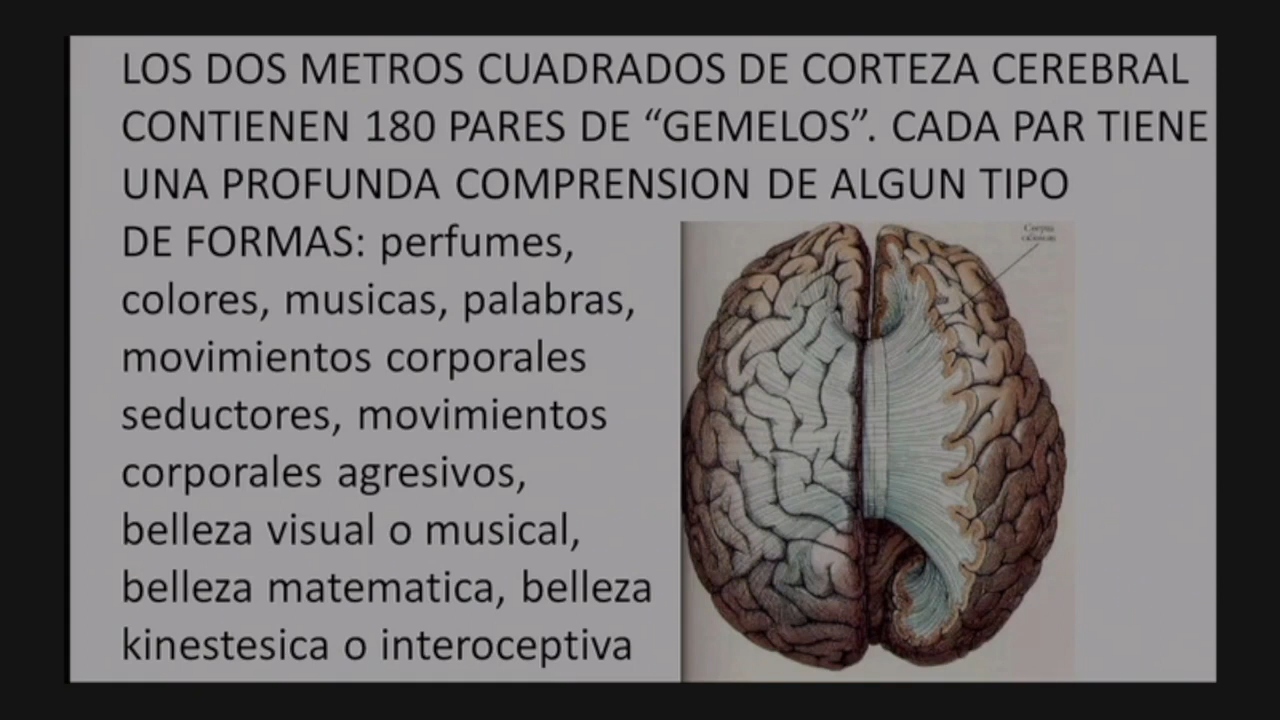 LOS DOS METROS CUADRADOS DE CORTEZA CEREBRAL
CONTIENEN 180 PARES DE “GEMELOS”. CADA PAR TIENE
UNA PROFUNDA COMPRENSION DE ALGUN TIPO
DE FORMAS: perfumes,
colores, musicas, palabras,
movimientos corporales
seductores, movimientos
corporales agresivos,
belleza visual o musical,
belleza matematica, belleza
kinestesica o interoceptiva